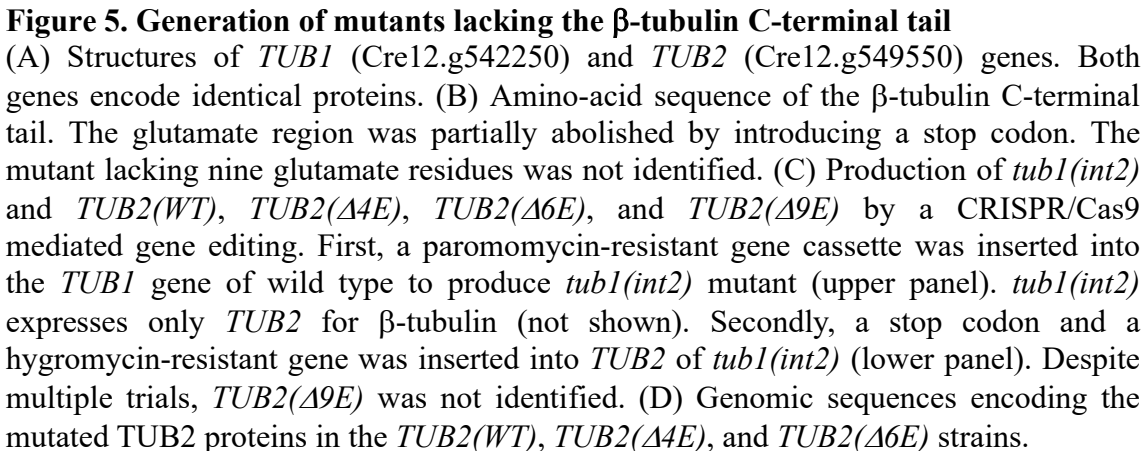 Figure 5. Generation of mutants lacking the β-tubulin C-terminal tail
(A) Structures of TUB1 (Cre12.g542250) and TUB2 (Cre12.g549550) genes. Both
genes encode identical proteins. (B) Amino-acid sequence of the β-tubulin C-terminal
tail. The glutamate region was partially abolished by introducing a stop codon. The
mutant lacking nine glutamate residues was not identified. (C) Production of tub1(int2)
and TUB2(WT), TUB2(Δ4E), TUB2(Δ6E), and TUB2(Δ9E) by a CRISPR/Cas9
mediated gene editing. First, a paromomycin-resistant gene cassette was inserted into
the TUB1 gene of wild type to produce tub1(int2) mutant (upper panel). tub1(int2)
expresses only TUB2 for β-tubulin (not shown). Secondly, a stop codon and a
hygromycin-resistant gene was inserted into TUB2 of tub1(int2) (lower panel). Despite
multiple trials, TUB2(Δ9E) was not identified. (D) Genomic sequences encoding the
mutated TUB2 proteins in the TUB2(WT), TUB2(Δ4E), and TUB2(Δ6E) strains.